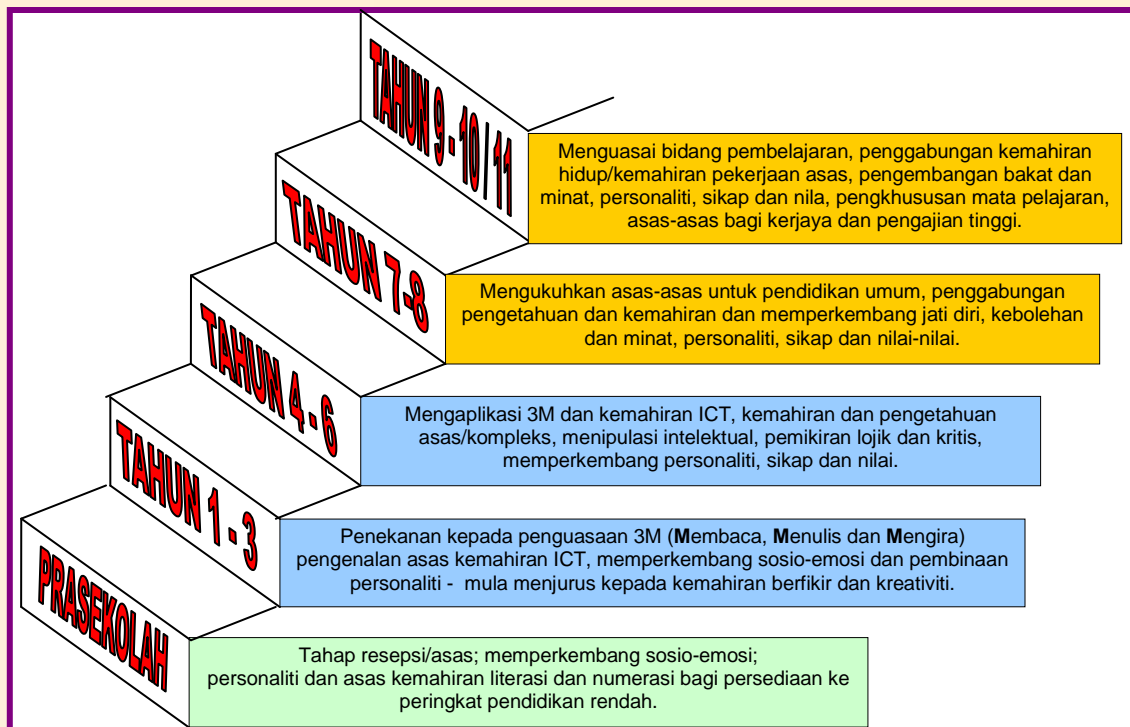 TAHUN 9 - 10 / 11
Menguasai bidang pembelajaran, penggabungan kemahiran
hidup/kemahiran pekerjaan asas, pengembangan bakat dan
minat, personaliti, sikap dan nila, pengkhususan mata pelajaran,
asas-asas bagi kerjaya dan pengajian tinggi.
TAHUN 7-8
Mengukuhkan asas-asas untuk pendidikan umum, penggabungan
pengetahuan dan kemahiran dan memperkembang jati diri, kebolehan
dan minat, personaliti, sikap dan nilai-nilai.
TAHUN 4 - 6
Mengaplikasi 3M dan kemahiran ICT, kemahiran dan pengetahuan
asas/kompleks, menipulasi intelektual, pemikiran lojik dan kritis,
memperkembang personaliti, sikap dan nilai.
TAHUN 1 - 3
Penekanan kepada penguasaan 3M (Membaca, Menulis dan Mengira)
pengenalan asas kemahiran ICT, memperkembang sosio-emosi dan pembinaan
personaliti - mula menjurus kepada kemahiran berfikir dan kreativiti.
PRASEKOLAH
Tahap resepsi/asas; memperkembang sosio-emosi;
personaliti dan asas kemahiran literasi dan numerasi bagi persediaan ke
peringkat pendidikan rendah.